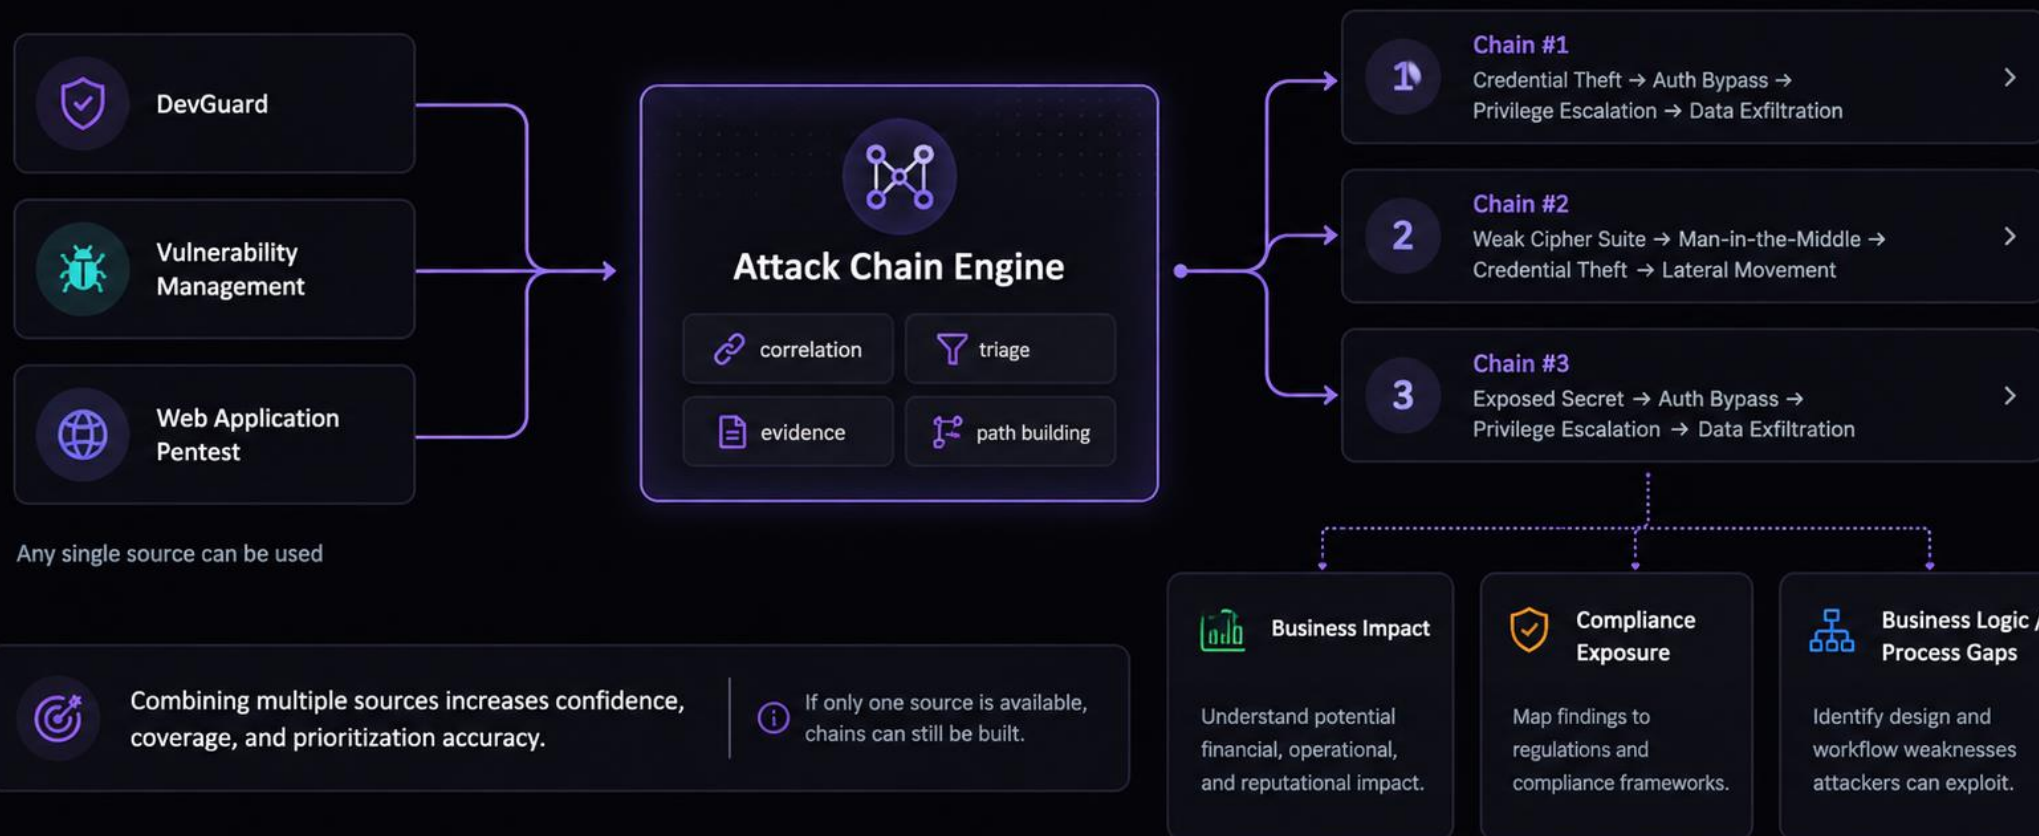 DevGuard
Vulnerability
Management
Web Application
Pentest
Any single source can be used
Attack Chain Engine
correlation
triage
evidence
path building
1
Chain #1
Credential Theft → Auth Bypass →
Privilege Escalation → Data Exfiltration
2
Chain #2
Weak Cipher Suite → Man-in-the-Middle →
Credential Theft → Lateral Movement
3
Chain #3
Exposed Secret → Auth Bypass →
Privilege Escalation → Data Exfiltration
Combining multiple sources increases confidence,
coverage, and prioritization accuracy.
If only one source is available,
chains can still be built.
Business Impact
Understand potential
financial, operational,
and reputational impact.
Compliance
Exposure
Map findings to
regulations and
compliance frameworks.
Business Logic /
Process Gaps
Identify design and
workflow weaknesses
attackers can exploit.